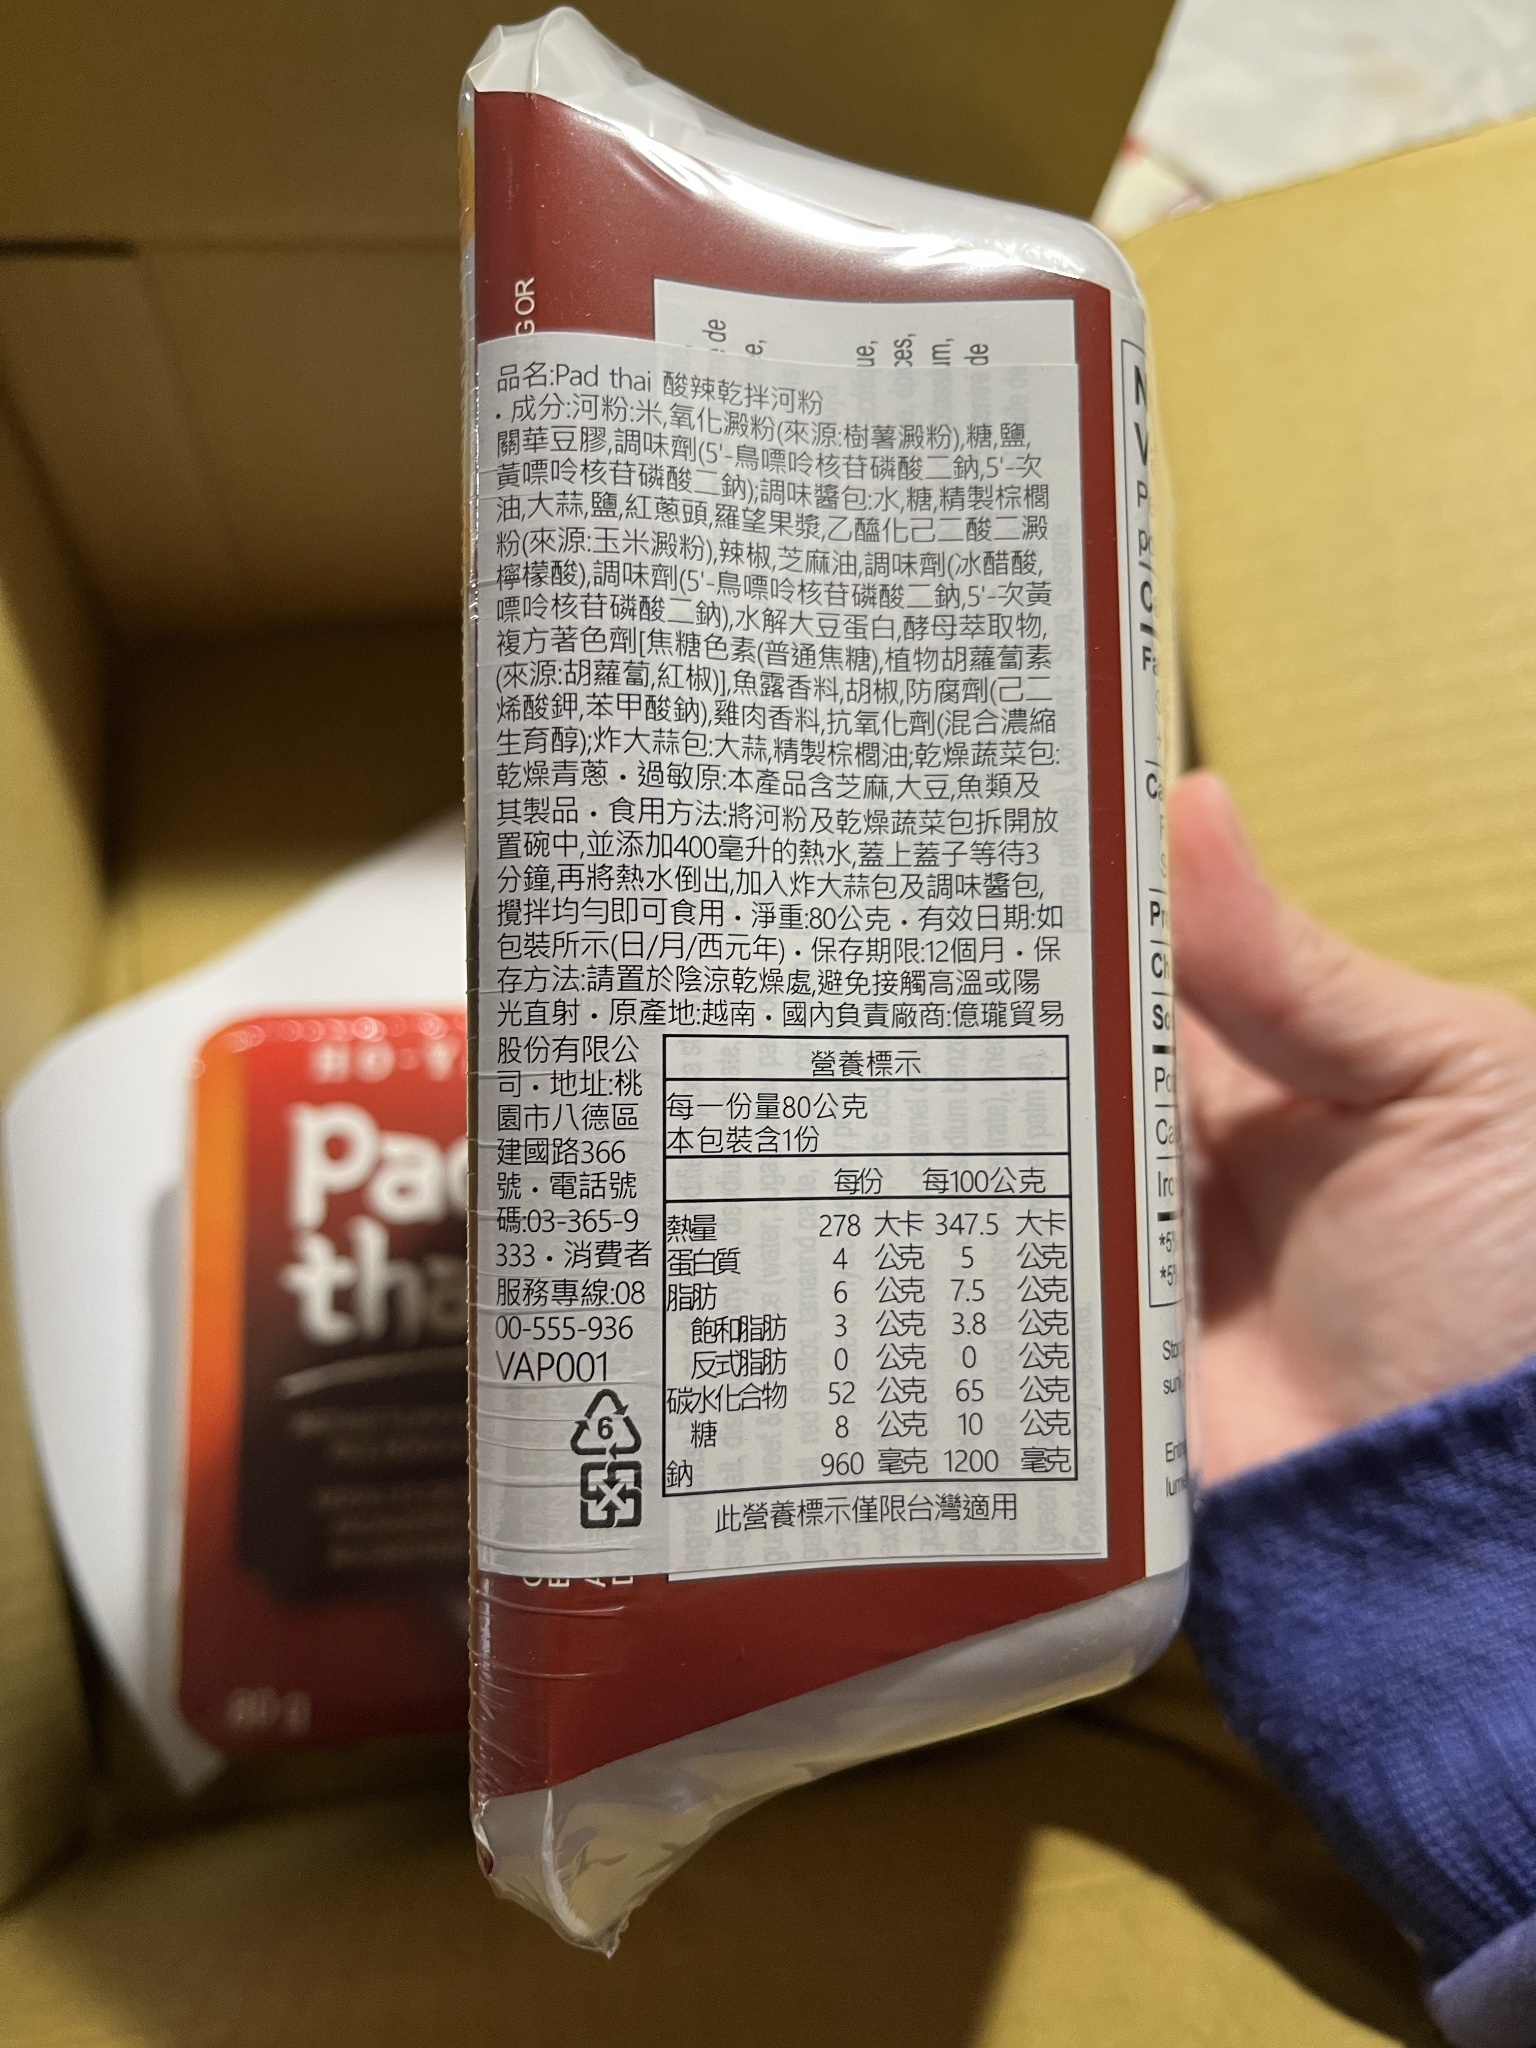 品名:Pad thai 酸辣乾拌河粉
・成分:河粉:米,氧化澱粉(來源:樹薯澱粉),糖,鹽,
關華豆膠,調味劑(5'-鳥嘌呤核苷磷酸二鈉,5'-次
黃嘌呤核苷磷酸二鈉);調味醬包:水,糖,精製棕櫚
油,大蒜,鹽,紅蔥頭,羅望果漿,乙醯化己二酸二澱
粉(來源:玉米澱粉),辣椒,芝麻油,調味劑(冰醋酸,
檸檬酸),調味劑(5'-鳥嘌呤核苷磷酸二鈉,5'-次黃
嘌呤核苷磷酸二鈉),水解大豆蛋白,酵母萃取物,
複方著色劑[焦糖色素(普通焦糖),植物胡蘿蔔素
(來源:胡蘿蔔,紅椒)],魚露香料,胡椒,防腐劑(己二
烯酸鉀,苯甲酸鈉),雞肉香料,抗氧化劑(混合濃縮
生育醇);炸大蒜包:大蒜,精製棕櫚油;乾燥蔬菜包:
乾燥青蔥・過敏原:本產品含芝麻,大豆,魚類及
其製品・食用方法:將河粉及乾燥蔬菜包拆開放
置碗中,並添加400毫升的熱水,蓋上蓋子等待3
分鐘,再將熱水倒出,加入炸大蒜包及調味醬包,
攪拌均勻即可食用・淨重:80公克・有效日期:如
包裝所示(日/月/西元年)・保存期限:12個月・保
存方法:請置於陰涼乾燥處,避免接觸高溫或陽
光直射・原產地:越南・國內負責廠商:億瓏貿易
股份有限公
司・地址:桃
園市八德區
建國路366
號・電話號
碼:03-365-9
333・消費者
服務專線:08
00-555-936
VAP001
6
營養標示
每一份量80公克
本包裝含1份
每份 每100公克
熱量 278 大卡 347.5 大卡
蛋白質 4 公克 5 公克
脂肪 6 公克 7.5 公克
飽和脂肪 3 公克 3.8 公克
反式脂肪 0 公克 0 公克
碳水化合物 52 公克 65 公克
糖 8 公克 10 公克
鈉 960 毫克 1200 毫克
此營養標示僅限台灣適用
Pad
tha
80 g